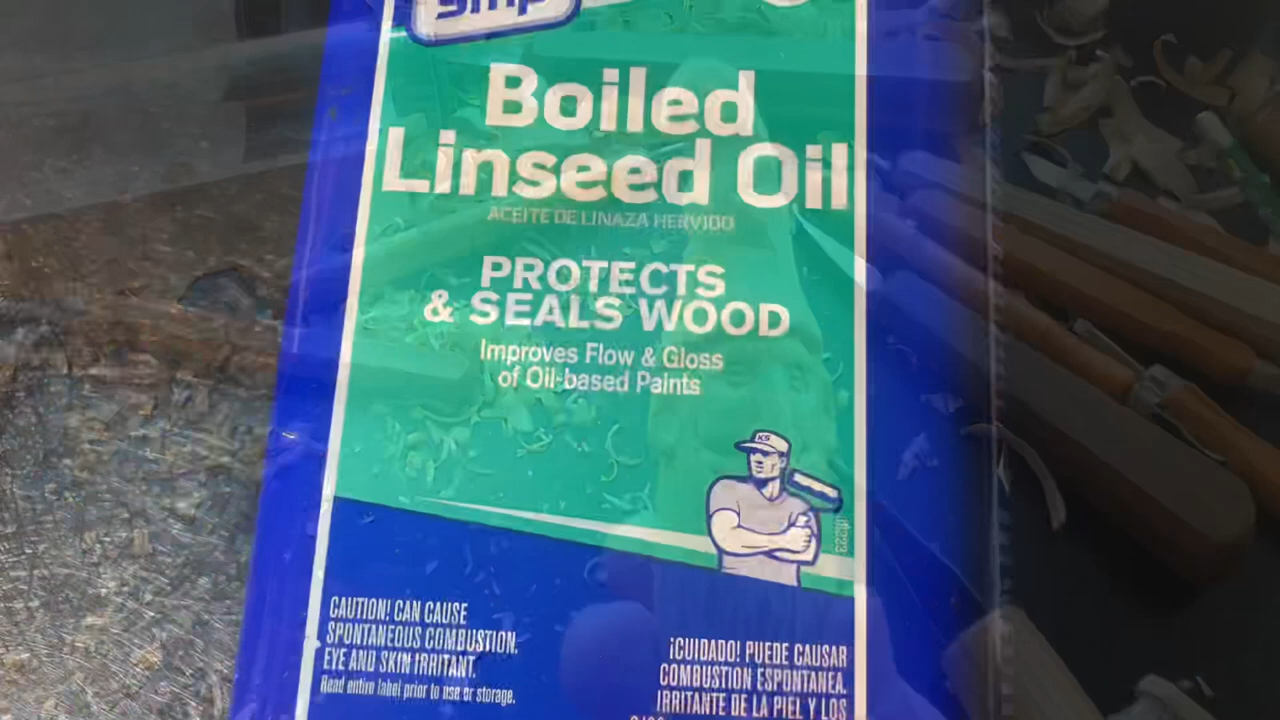 Boiled
Linseed Oil
ACEITE DE LINAZA HERVIDO
PROTECTS
& SEALS WOOD
Improves Flow & Gloss
of Oil-based Paints
KS
CAUTION! CAN CAUSE
SPONTANEOUS COMBUSTION.
EYE AND SKIN IRRITANT.
Read entire label prior to use or storage.
¡CUIDADO! PUEDE CAUSAR
COMBUSTIÓN ESPONTANEA.
IRRITANTE DE LA PIEL Y LOS